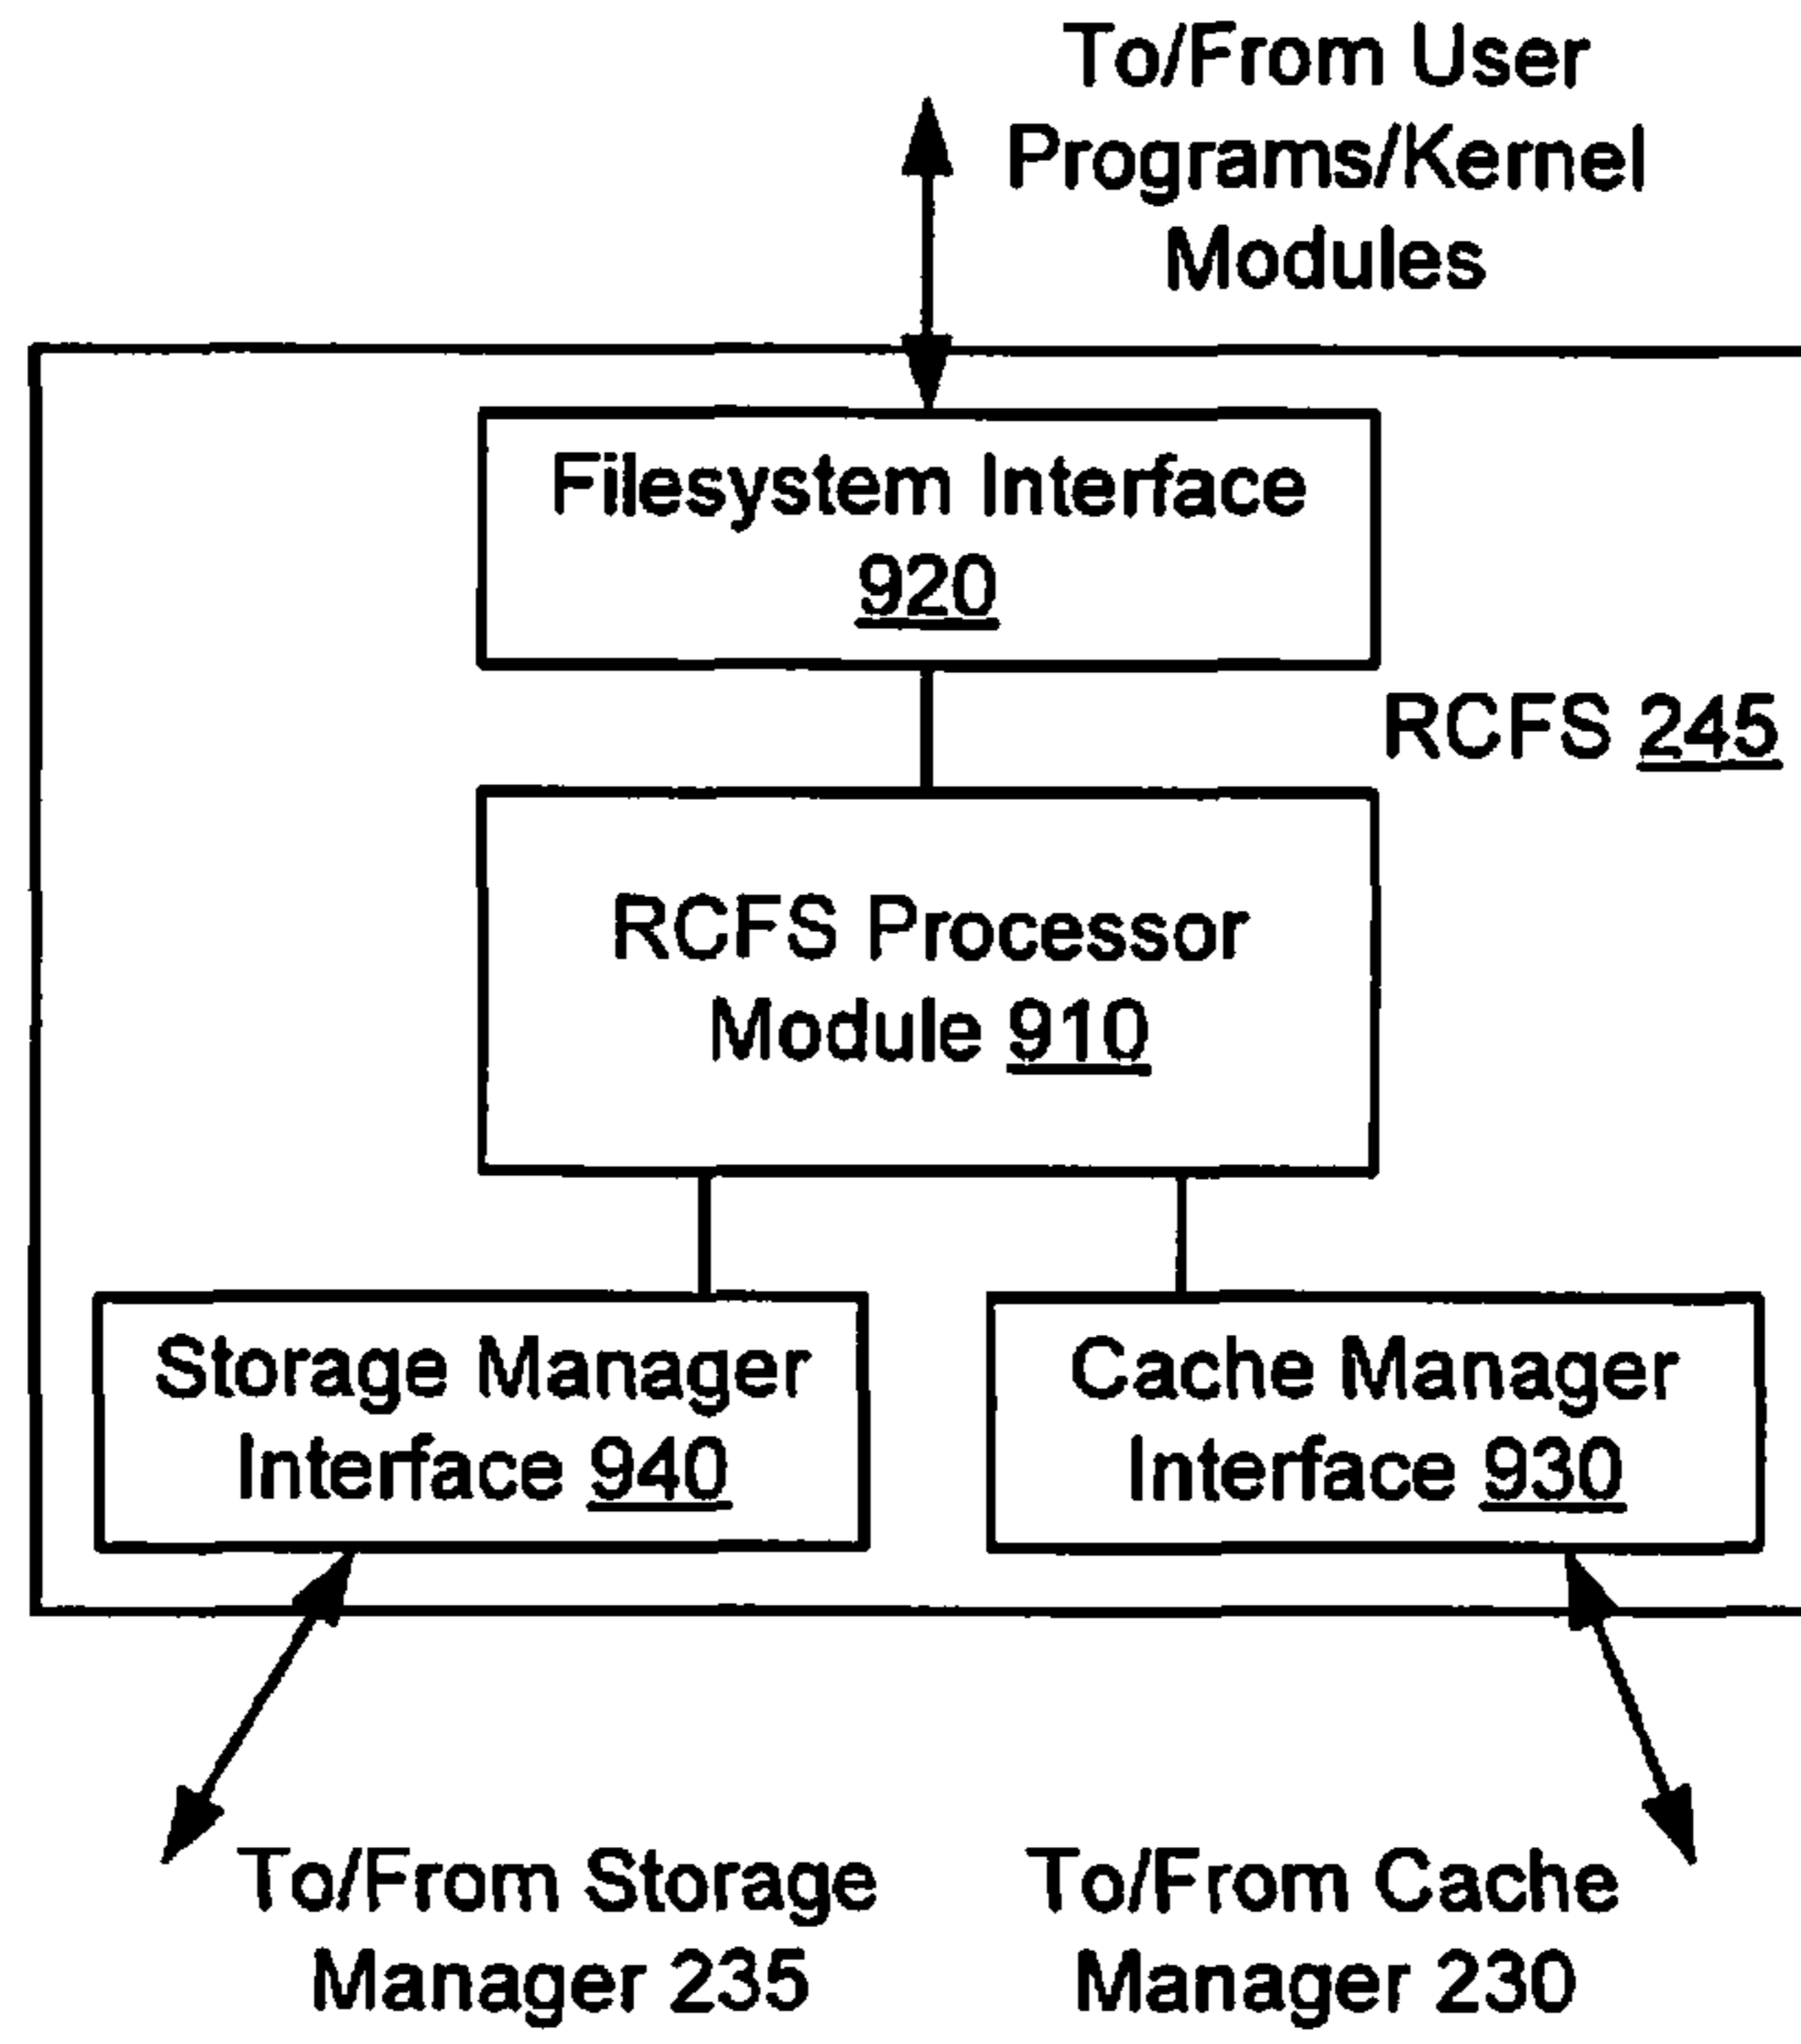 To/From User
Programs/Kernel
Modules
Filesystem Interface
920
RCFS 245
RCFS Processor
Module 910
Storage Manager
Interface 940
Cache Manager
Interface 930
To/From Storage
Manager 235
To/From Cache
Manager 230